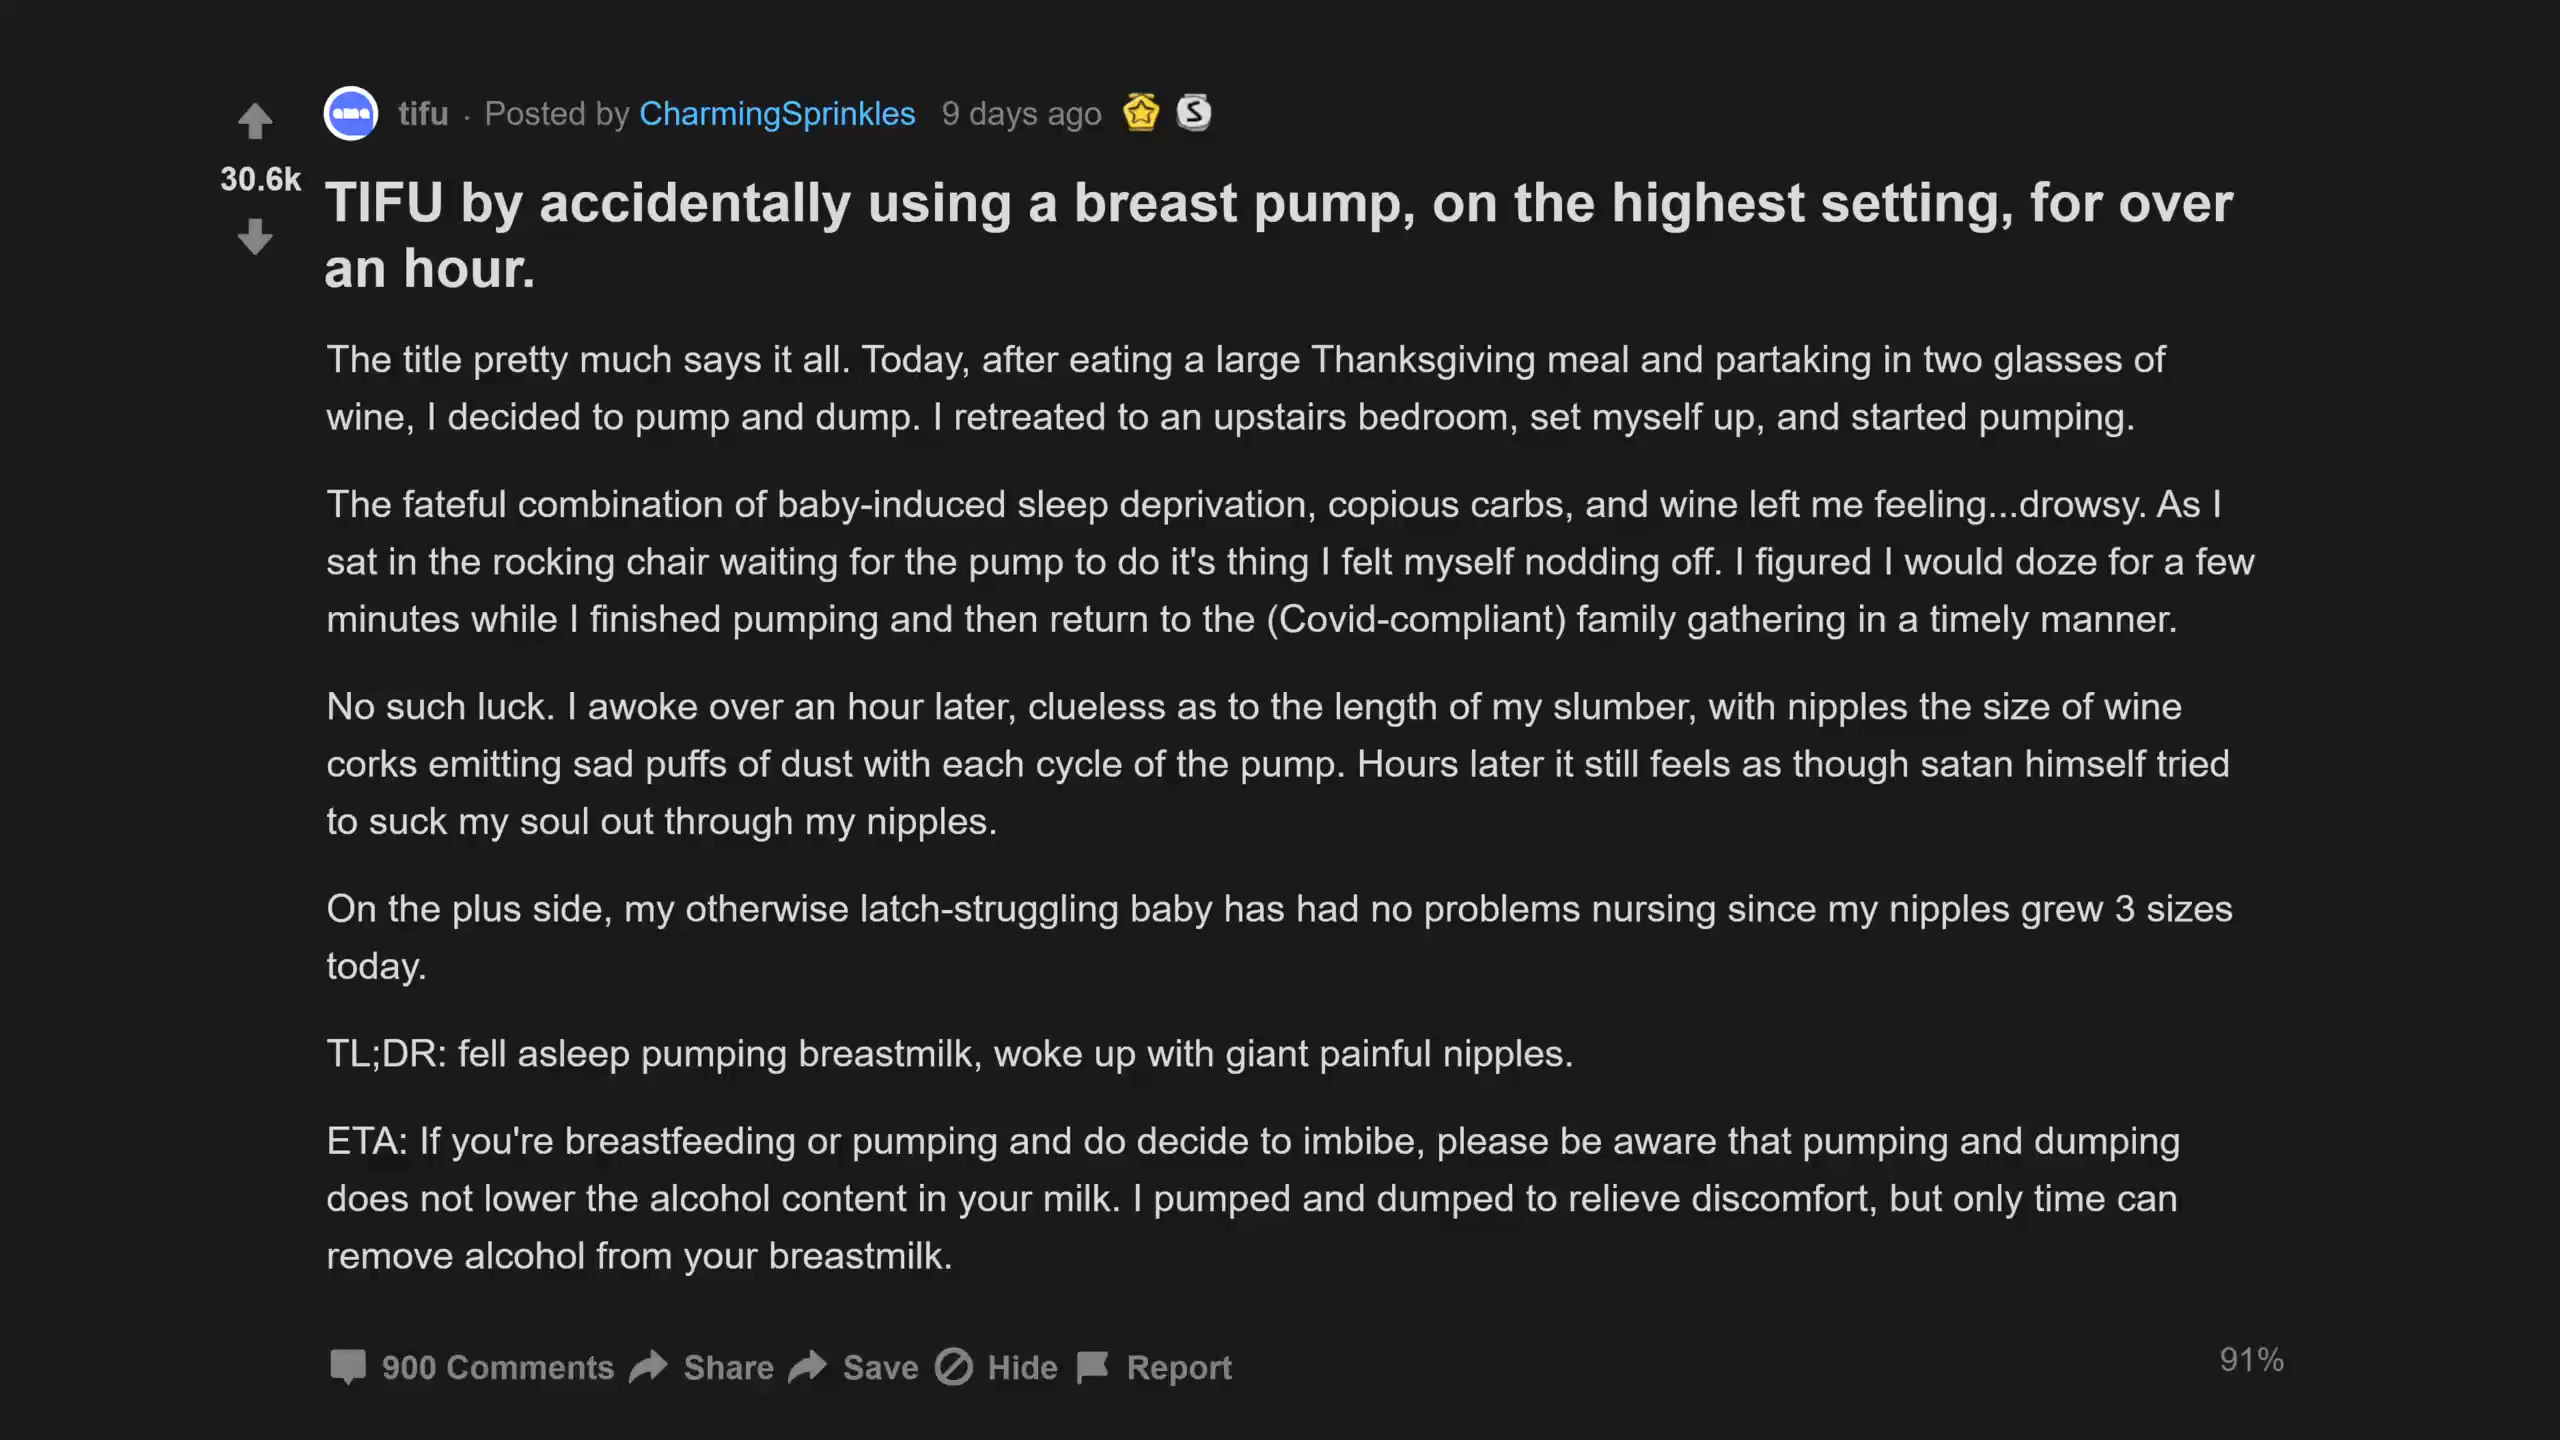 tifu · Posted by CharmingSprinkles 9 days ago
30.6k
TIFU by accidentally using a breast pump, on the highest setting, for over
an hour.
The title pretty much says it all. Today, after eating a large Thanksgiving meal and partaking in two glasses of
wine, I decided to pump and dump. I retreated to an upstairs bedroom, set myself up, and started pumping.
The fateful combination of baby-induced sleep deprivation, copious carbs, and wine left me feeling...drowsy. As I
sat in the rocking chair waiting for the pump to do it's thing I felt myself nodding off. I figured I would doze for a few
minutes while I finished pumping and then return to the (Covid-compliant) family gathering in a timely manner.
No such luck. I awoke over an hour later, clueless as to the length of my slumber, with nipples the size of wine
corks emitting sad puffs of dust with each cycle of the pump. Hours later it still feels as though satan himself tried
to suck my soul out through my nipples.
On the plus side, my otherwise latch-struggling baby has had no problems nursing since my nipples grew 3 sizes
today.
TL;DR: fell asleep pumping breastmilk, woke up with giant painful nipples.
ETA: If you're breastfeeding or pumping and do decide to imbibe, please be aware that pumping and dumping
does not lower the alcohol content in your milk. I pumped and dumped to relieve discomfort, but only time can
remove alcohol from your breastmilk.
900 Comments Share Save Hide Report
91%